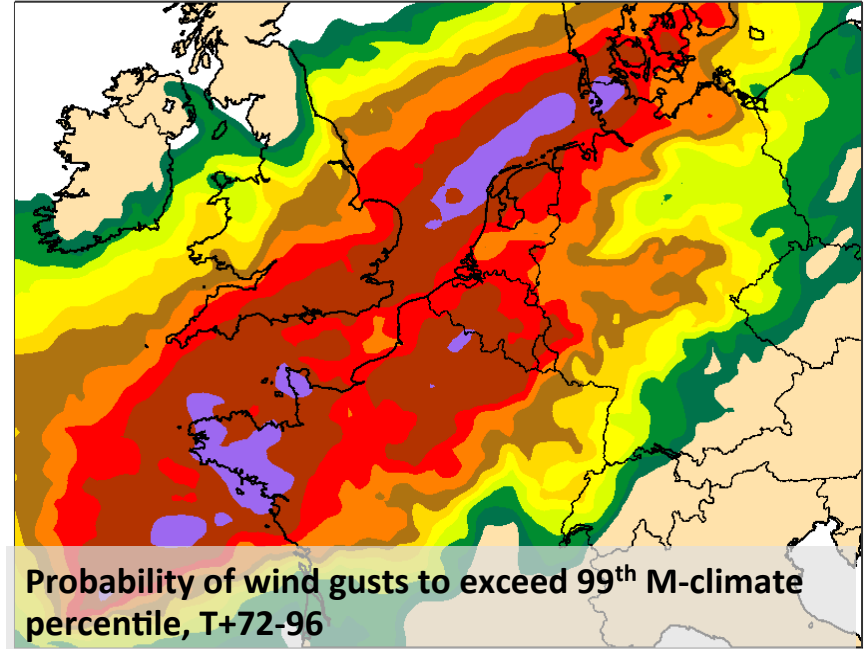 Probability of wind gusts to exceed 99th M-climate
percentile, T+72-96